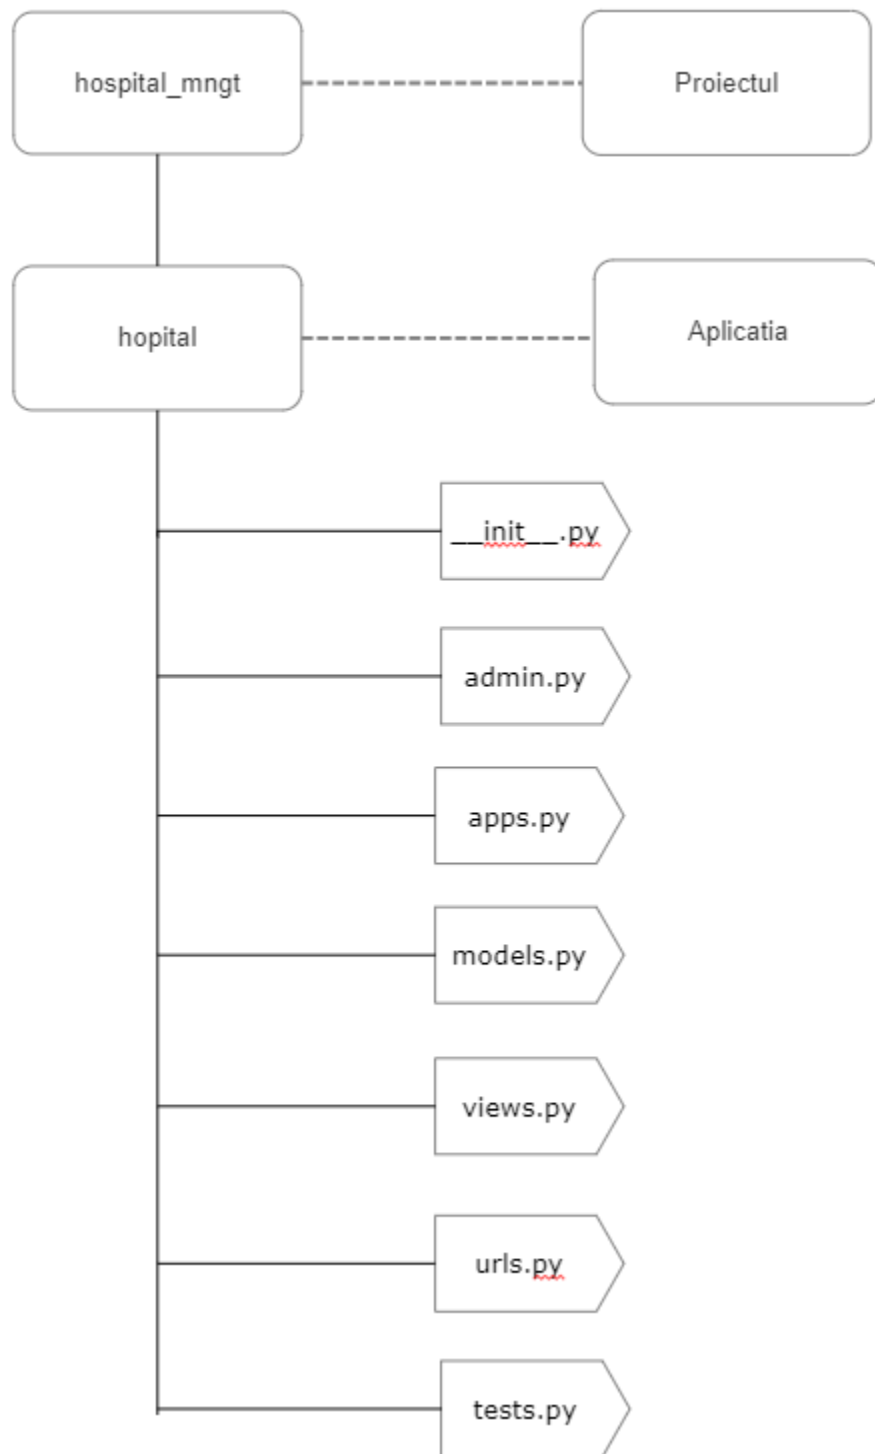 hospital_mngt
Proiectul
hopital
Aplicatia
__init__.py
admin.py
apps.py
models.py
views.py
urls.py
tests.py